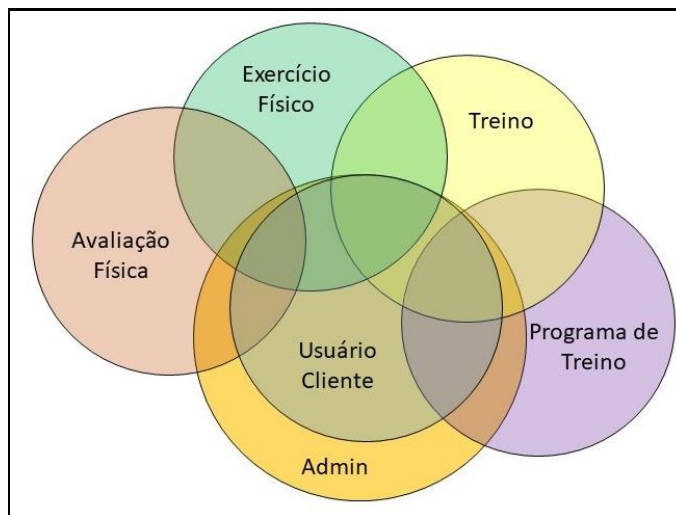 Exercício
Físico
Treino
Avaliação
Física
Programa de
Treino
Usuário
Cliente
Admin